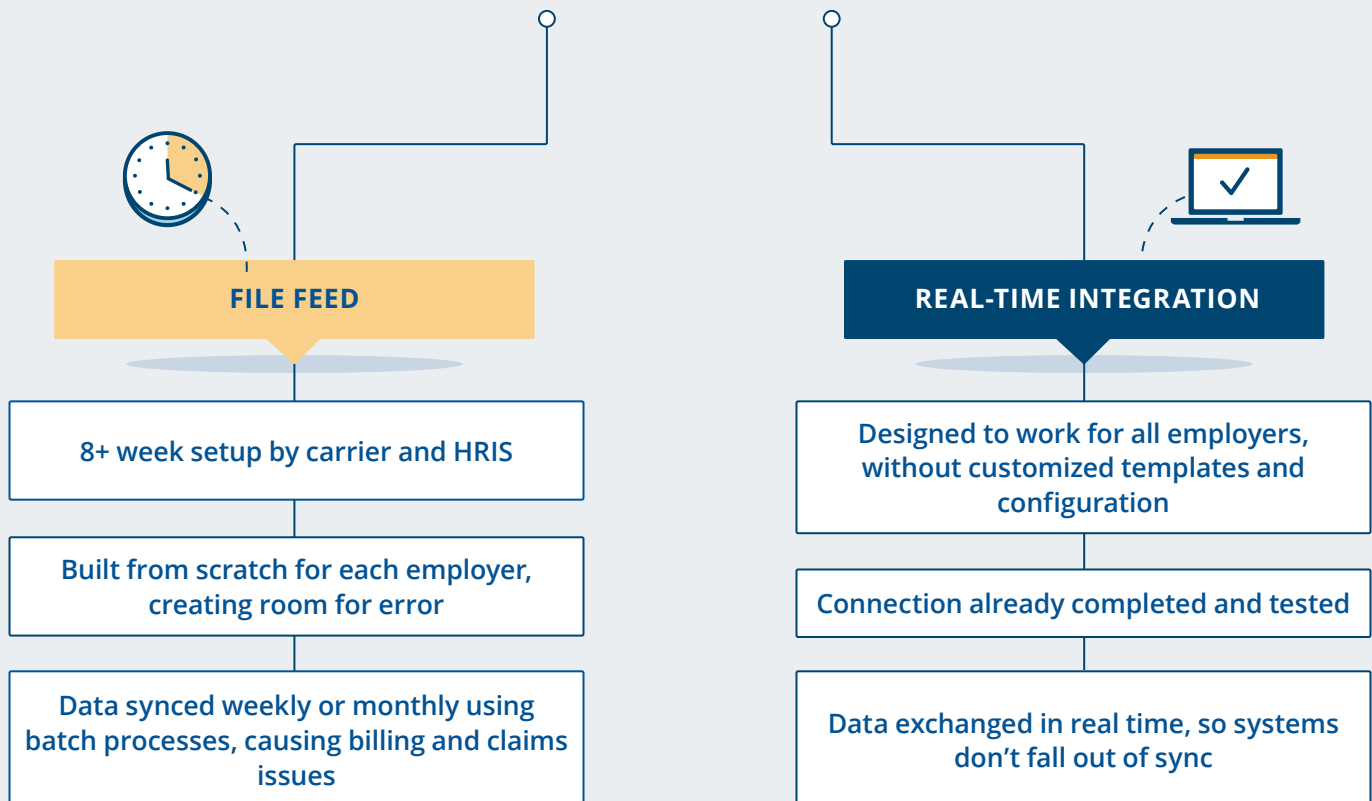 FILE FEED
8+ week setup by carrier and HRIS
Built from scratch for each employer,
creating room for error
Data synced weekly or monthly using
batch processes, causing billing and claims
issues
REAL-TIME INTEGRATION
Designed to work for all employers,
without customized templates and
configuration
Connection already completed and tested
Data exchanged in real time, so systems
don’t fall out of sync